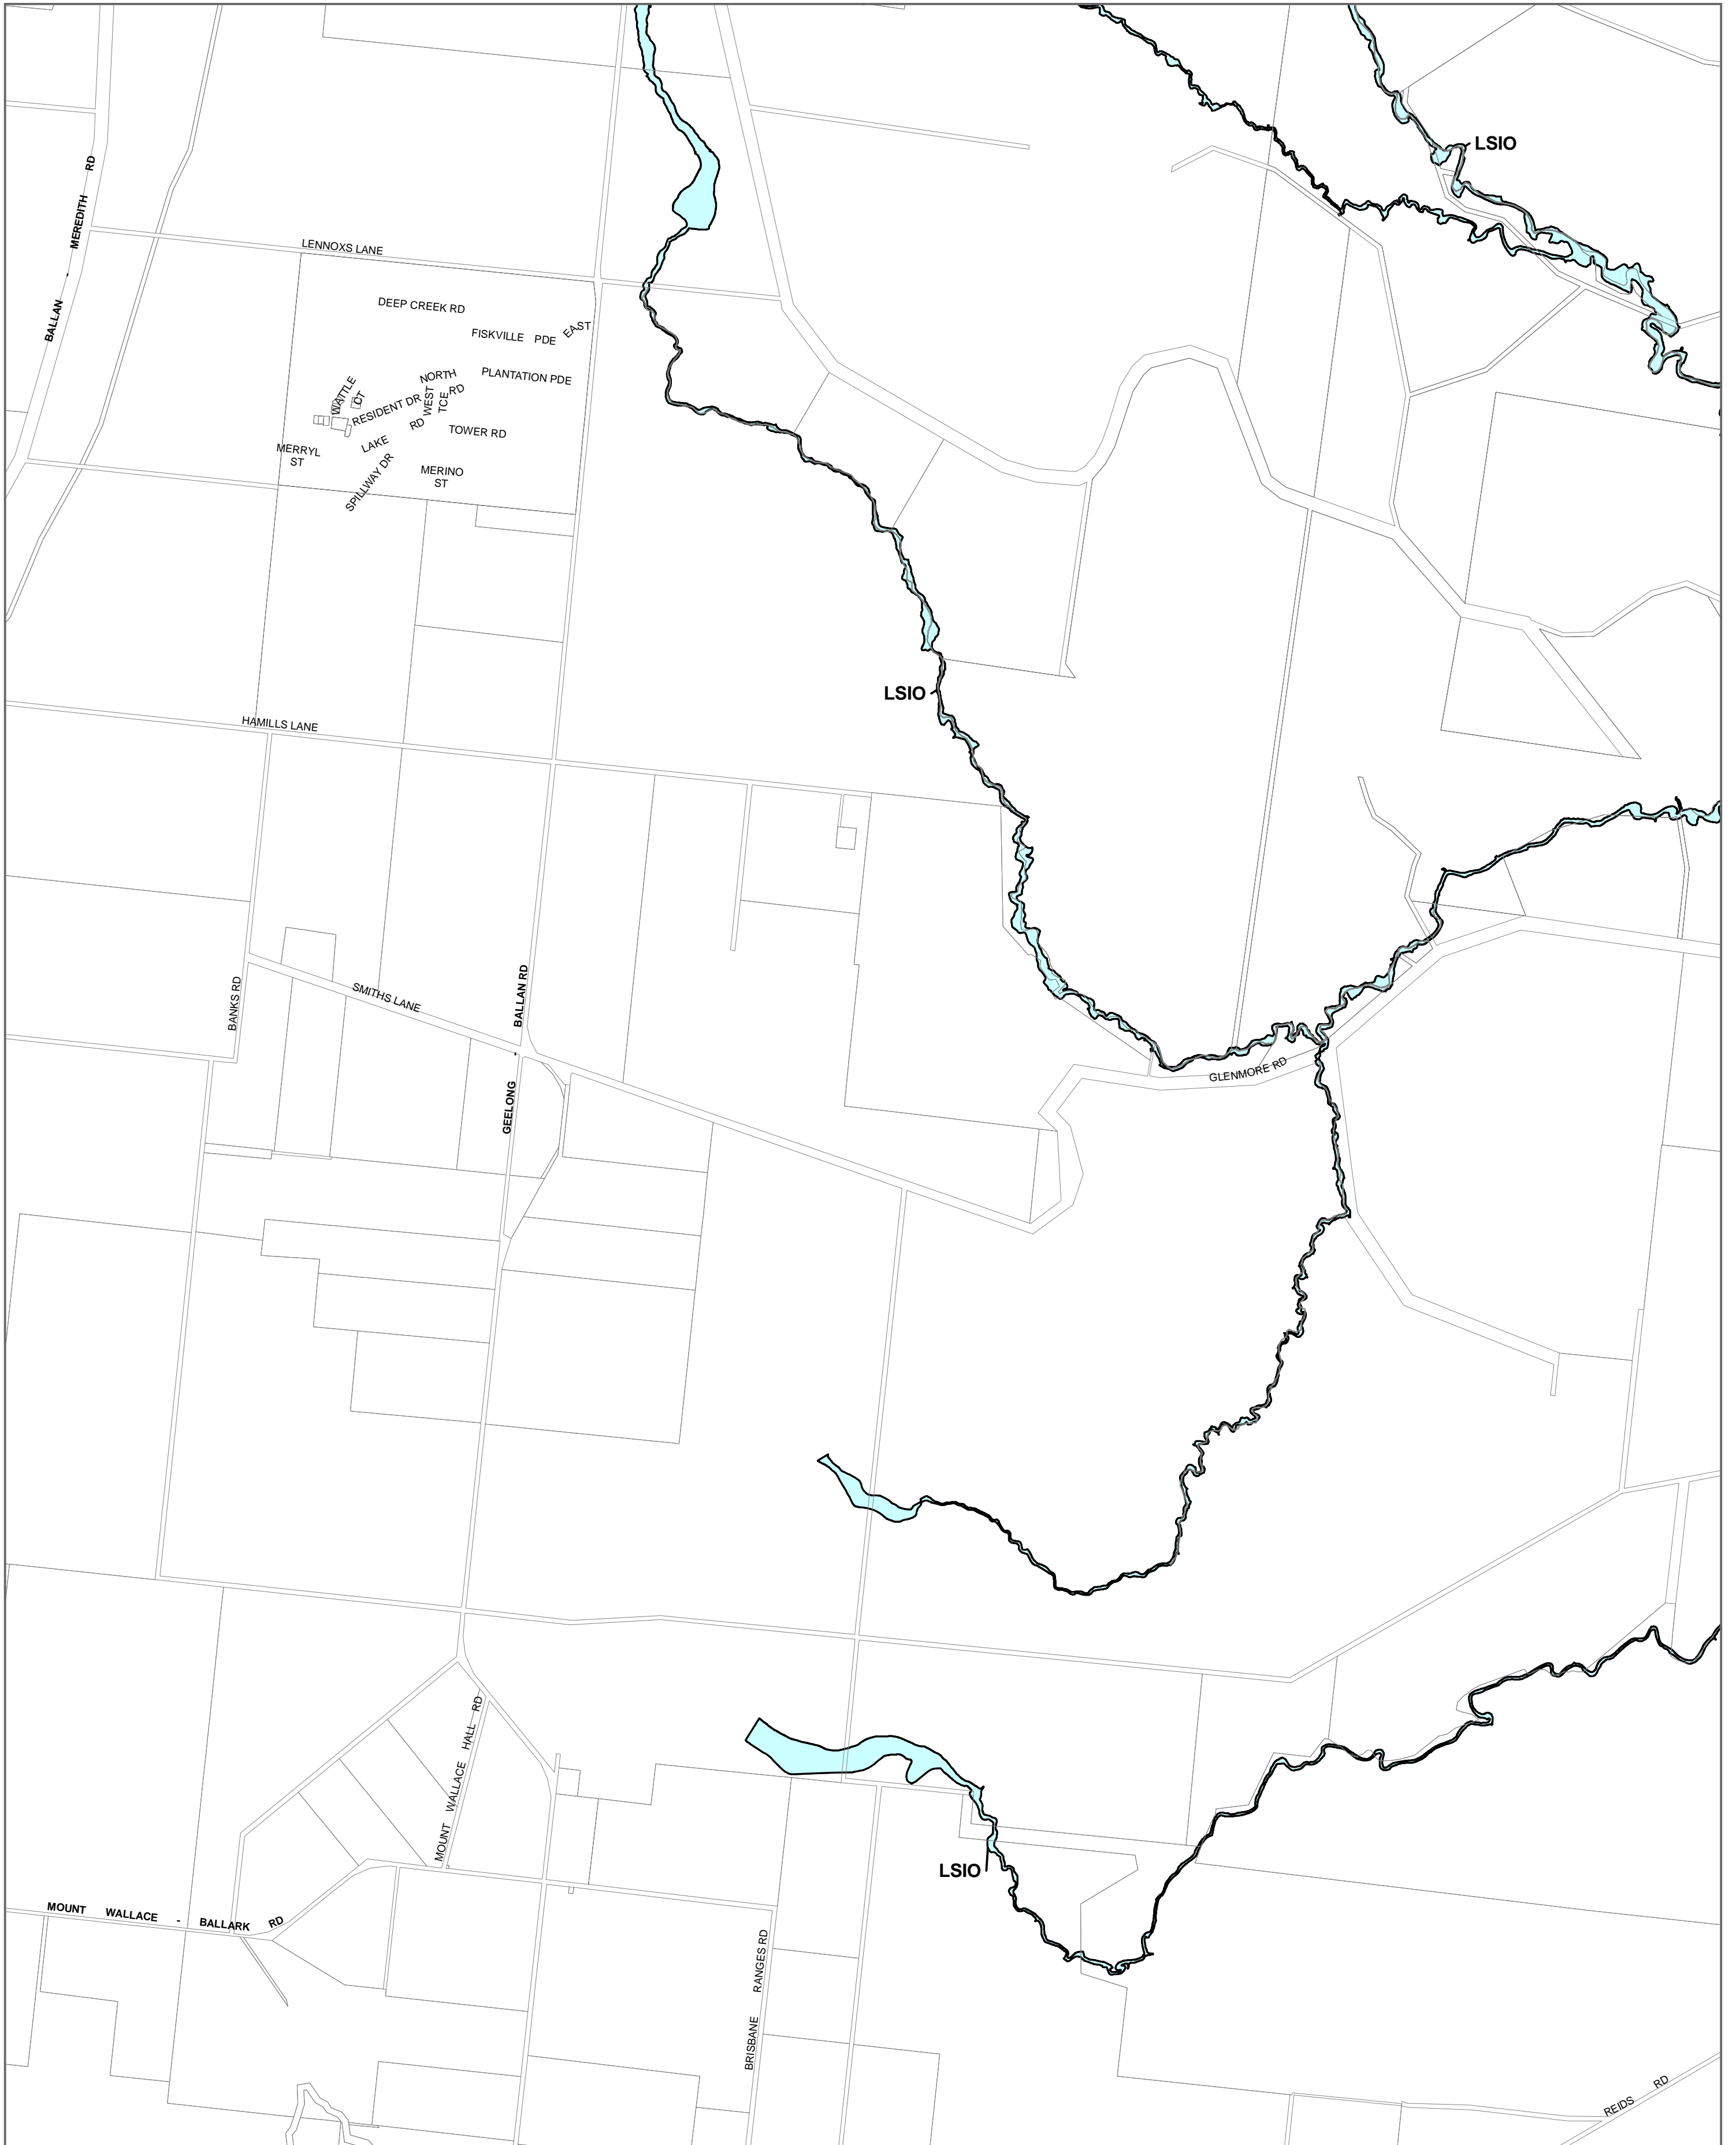 LSIO
BALLAN - MEREDITH RD
LENNOXS LANE
DEEP CREEK RD
FISKVILLE PDE
EAST
NORTH
PLANTATION PDE
WATTLE
CT
RESIDENT DR
WEST
TCE
RD
LAKE
RD
TOWER RD
MERRYL
ST
SPILLWAY DR
MERINO
ST
LSIO
HAMILLS LANE
BANKS RD
SMITHS LANE
GEELONG - BALLAN RD
GLENMORE RD
MOUNT WALLACE HALL RD
LSIO
MOUNT WALLACE - BALLARK RD
BRISBANE RANGES RD
REIDS RD